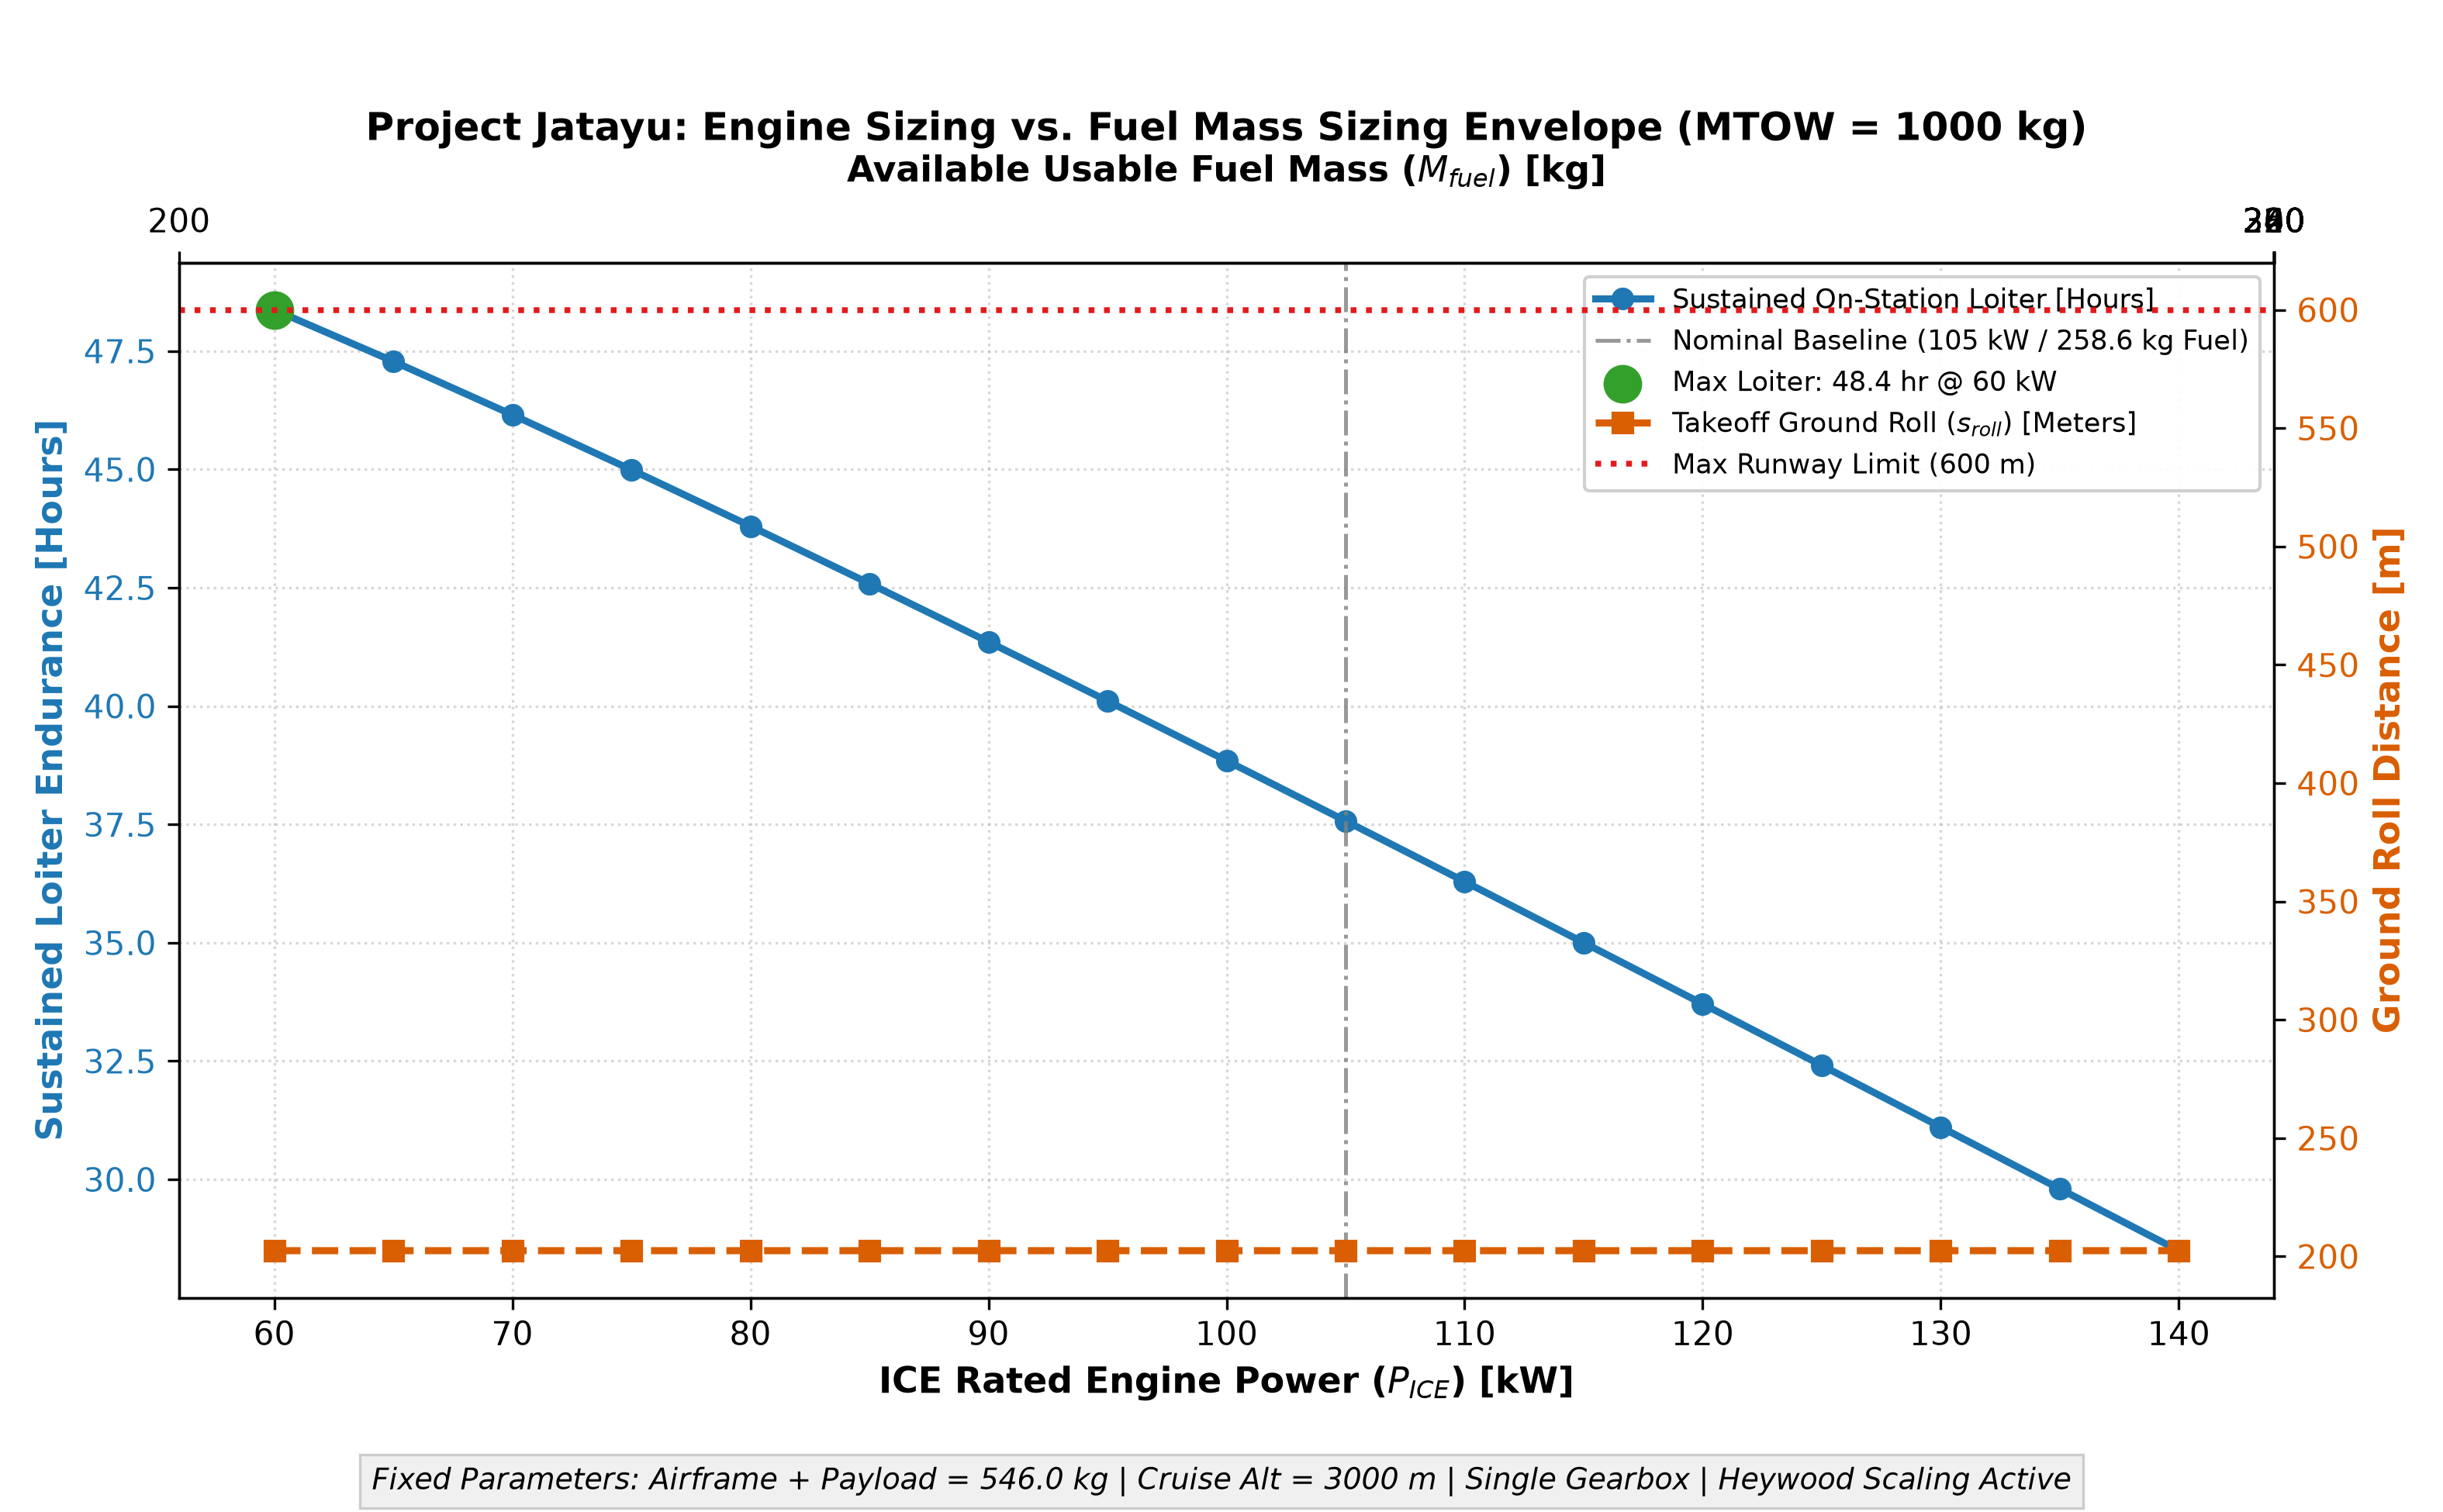 Project Jatayu: Engine Sizing vs. Fuel Mass Sizing Envelope (MTOW = 1000 kg)
Available Usable Fuel Mass (M_fuel) [kg]
200
Sustained On-Station Loiter [Hours]
Nominal Baseline (105 kW / 258.6 kg Fuel)
Max Loiter: 48.4 hr @ 60 kW
Takeoff Ground Roll (s_roll) [Meters]
Max Runway Limit (600 m)
Sustained Loiter Endurance [Hours]
47.5
45.0
42.5
40.0
37.5
35.0
32.5
30.0
600
550
500
450
400
350
300
250
200
Ground Roll Distance [m]
60 70 80 90 100 110 120 130 140
ICE Rated Engine Power (P_ICE) [kW]
Fixed Parameters: Airframe + Payload = 546.0 kg | Cruise Alt = 3000 m | Single Gearbox | Heywood Scaling Active